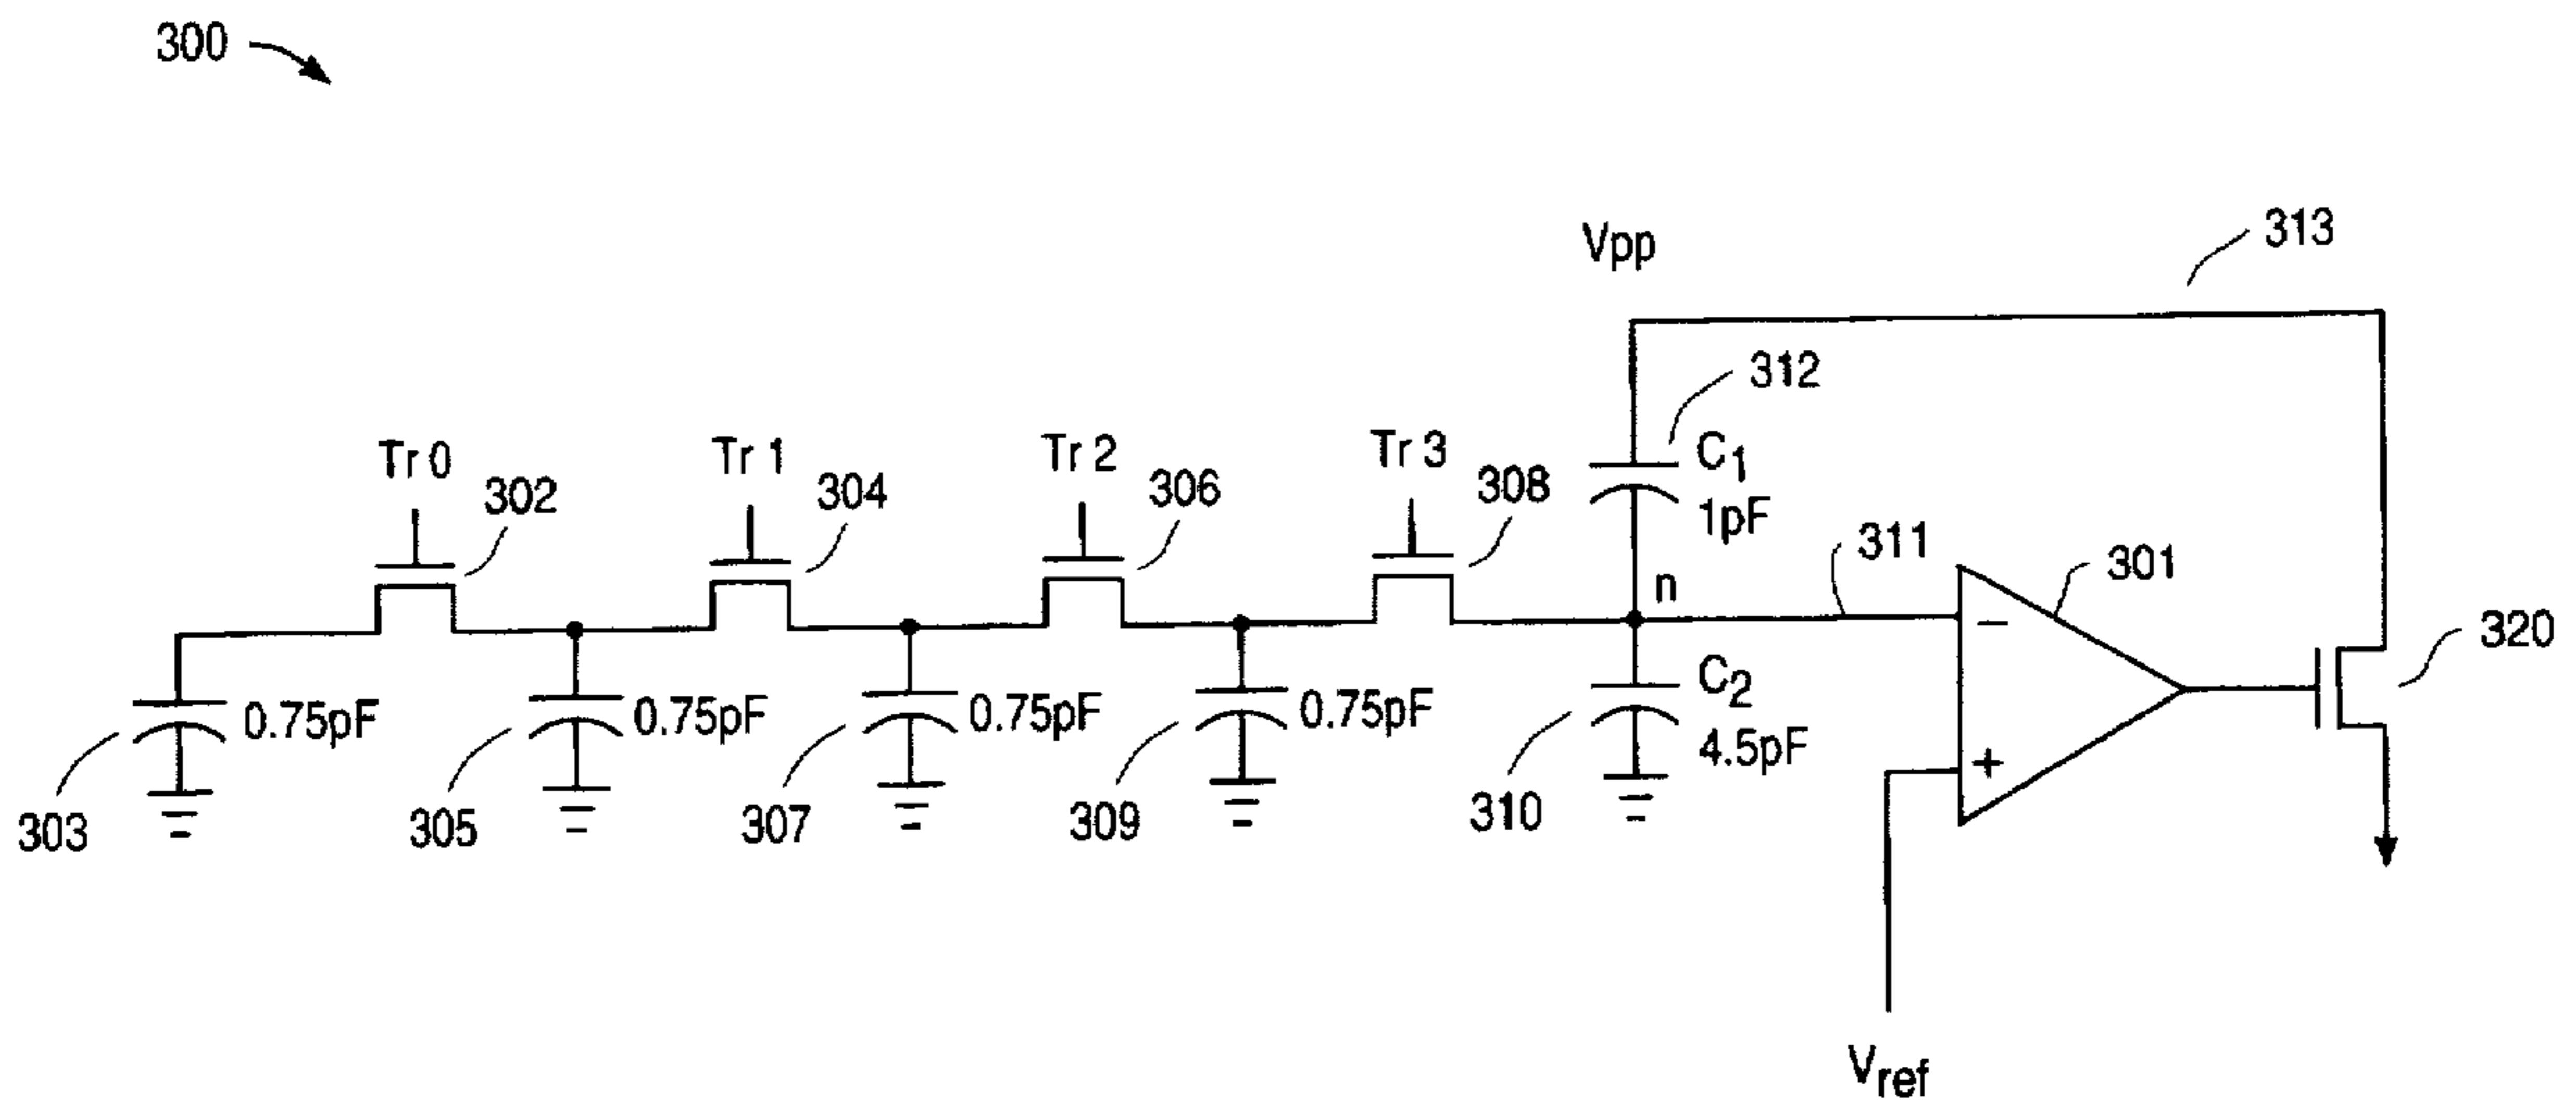 300
313
Vpp
312
C1
1pF
Tr 0
302
Tr 1
304
Tr 2
306
Tr 3
308
n
311
301
−
+
320
0.75pF
303
0.75pF
305
0.75pF
307
0.75pF
309
C2
4.5pF
310
Vref